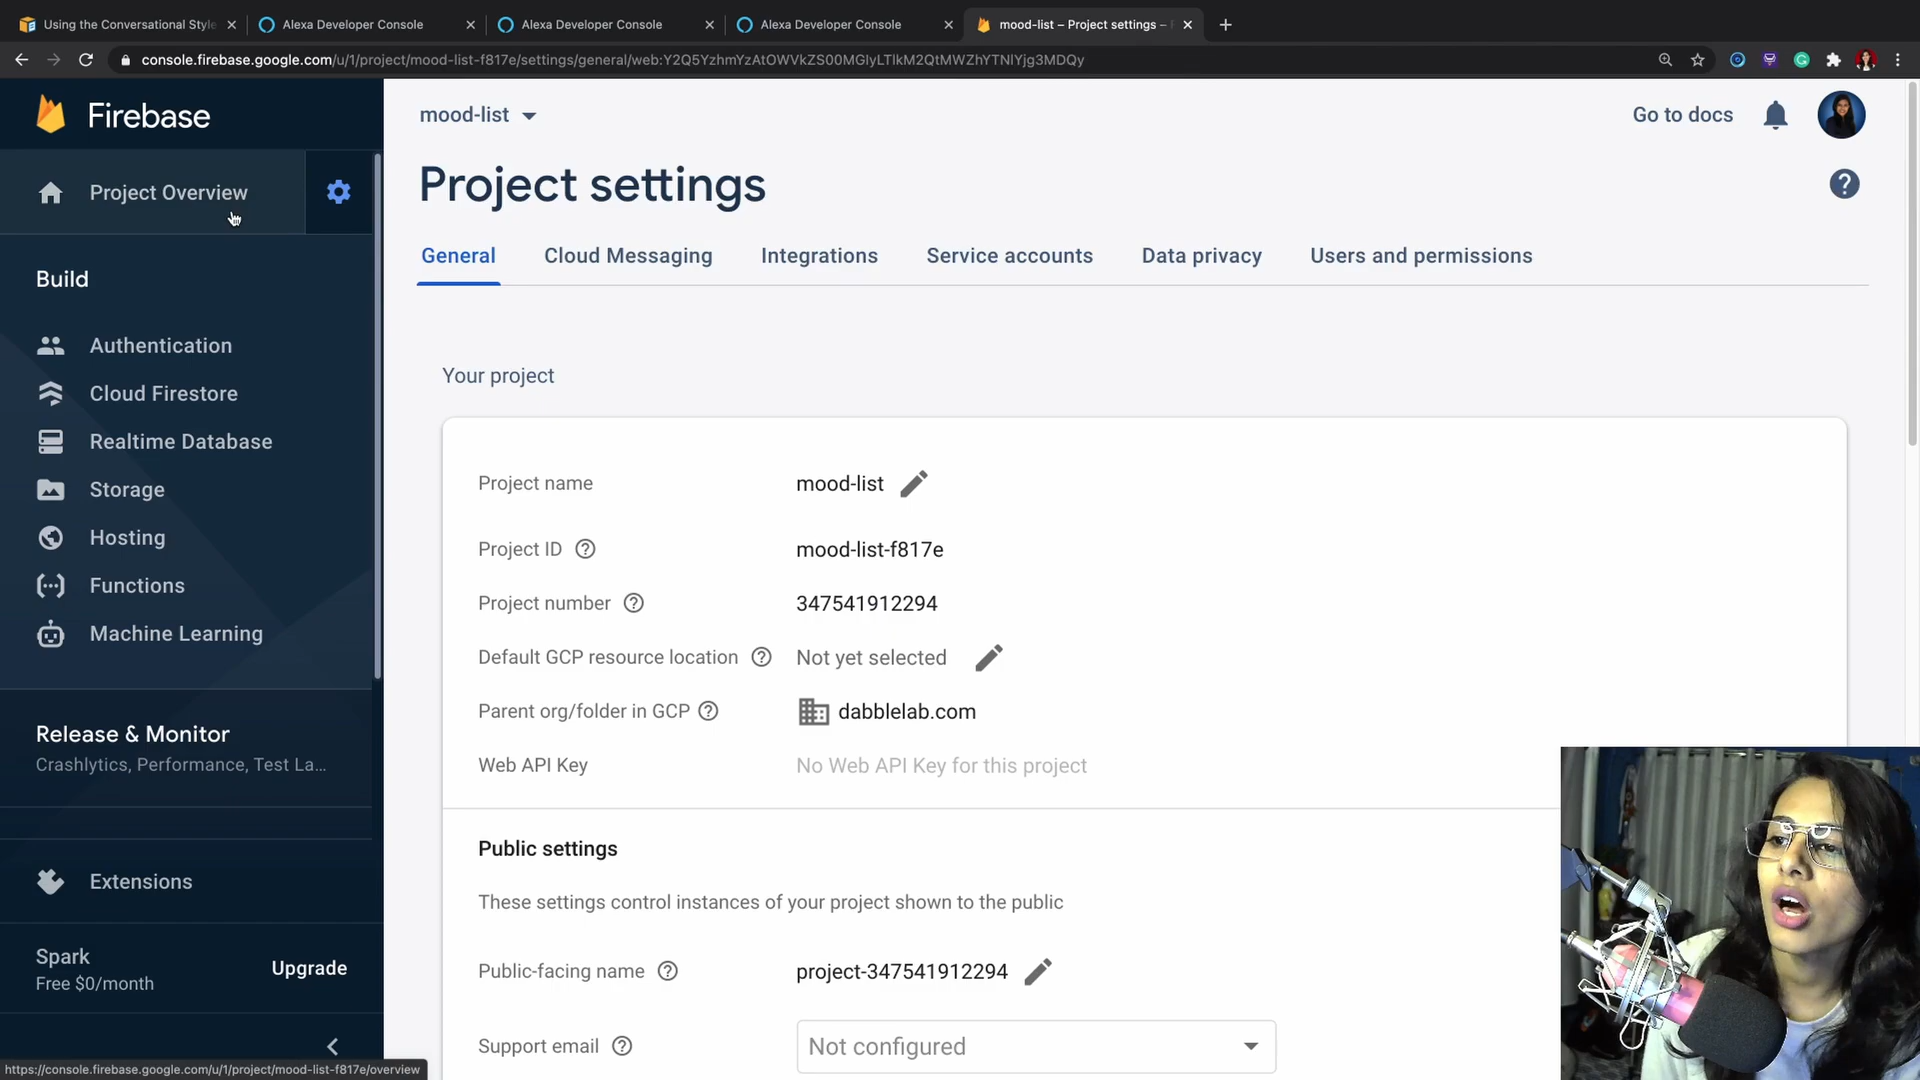 Using the Conversational Style
Alexa Developer Console
Alexa Developer Console
Alexa Developer Console
mood-list – Project settings –
console.firebase.google.com/u/1/project/mood-list-f817e/settings/general/web:Y2Q5YzhmYzAtOWVkZS00MGIyLTlkM2QtMWZhYTNlYjg3MDQy
Firebase
mood-list
Go to docs
Project Overview
Project settings
General
Cloud Messaging
Integrations
Service accounts
Data privacy
Users and permissions
Build
Authentication
Cloud Firestore
Realtime Database
Storage
Hosting
Functions
Machine Learning
Release & Monitor
Crashlytics, Performance, Test La...
Extensions
Spark
Free $0/month
Upgrade
https://console.firebase.google.com/u/1/project/mood-list-f817e/overview
Your project
Project name mood-list
Project ID mood-list-f817e
Project number 347541912294
Default GCP resource location Not yet selected
Parent org/folder in GCP dabblelab.com
Web API Key No Web API Key for this project
Public settings
These settings control instances of your project shown to the public
Public-facing name project-347541912294
Support email Not configured